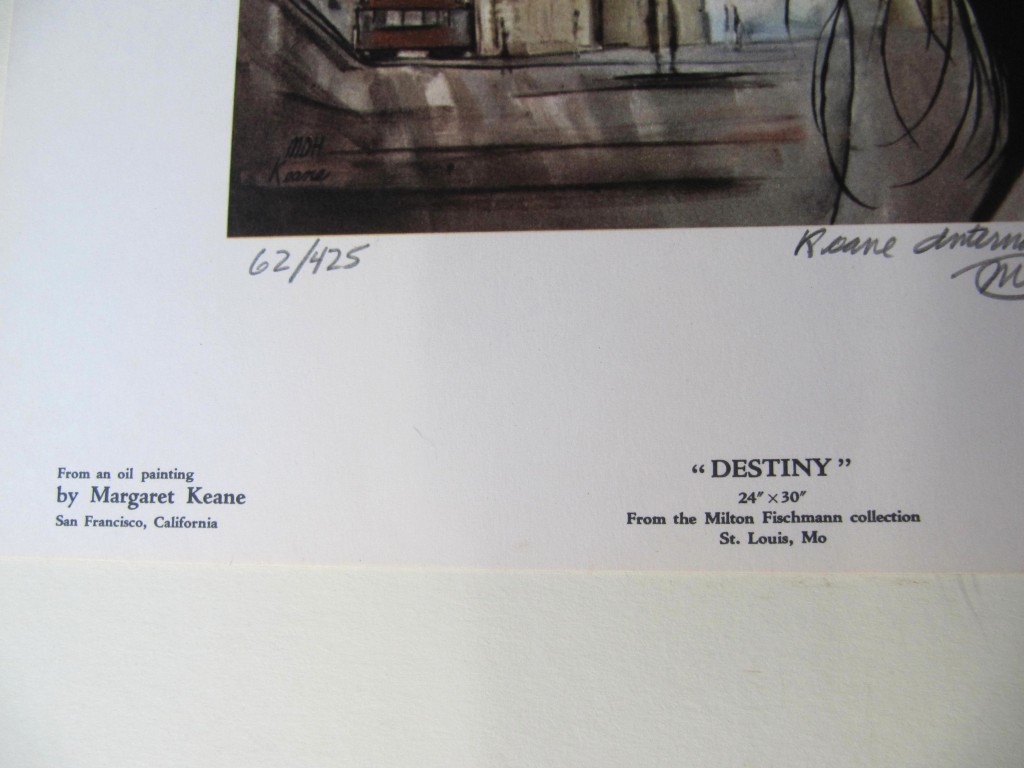 MDH
Keane
62/425
Keane
From an oil painting
by Margaret Keane
San Francisco, California
“DESTINY”
24″ × 30″
From the Milton Fischmann collection
St. Louis, Mo